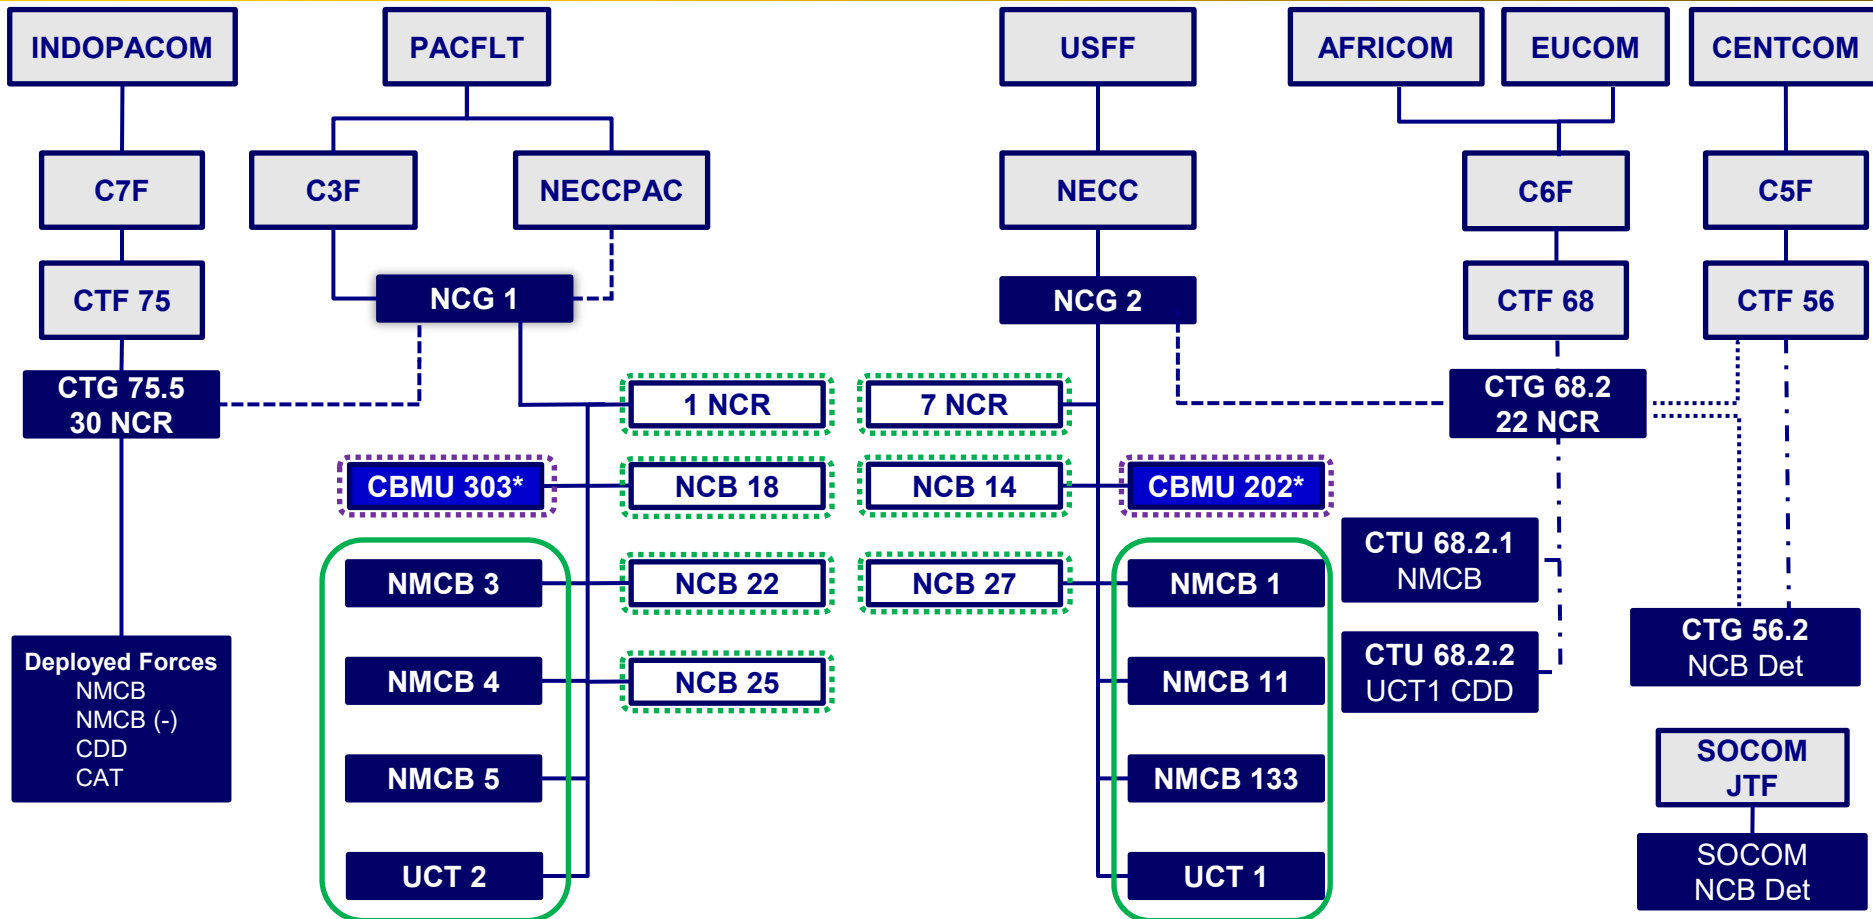 INDOPACOM
PACFLT
USFF
AFRICOM
EUCOM
CENTCOM
C7F
C3F
NECCPAC
NECC
C6F
C5F
CTF 75
NCG 1
NCG 2
CTF 68
CTF 56
CTG 75.5
30 NCR
1 NCR
7 NCR
CTG 68.2
22 NCR
CBMU 303*
NCB 18
NCB 14
CBMU 202*
CTU 68.2.1
NMCB
NMCB 3
NCB 22
NCB 27
NMCB 1
CTG 56.2
NCB Det
Deployed Forces
NMCB
NMCB (-)
CDD
CAT
NMCB 4
NCB 25
NMCB 11
CTU 68.2.2
UCT1 CDD
NMCB 5
NMCB 133
SOCOM
JTF
UCT 2
UCT 1
SOCOM
NCB Det